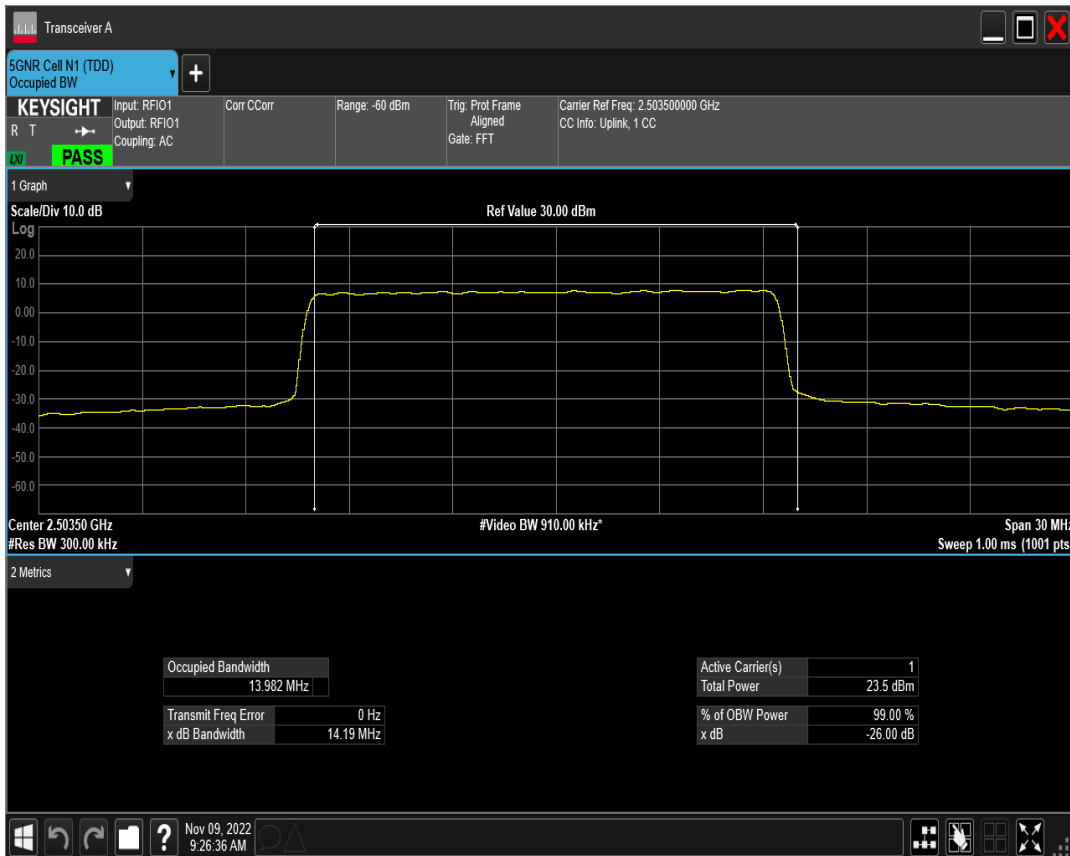 Transceiver A
5GNR Cell N1 (TDD)
Occupied BW
+
KEYSIGHT
R T
LXI
PASS
Input: RFIO1
Output: RFIO1
Coupling: AC
Corr CCorr
Range: -60 dBm
Trig: Prot Frame
Aligned
Gate: FFT
Carrier Ref Freq: 2.503500000 GHz
CC Info: Uplink, 1 CC
1 Graph
Scale/Div 10.0 dB
Ref Value 30.00 dBm
Log
20.0
10.0
0.00
-10.0
-20.0
-30.0
-40.0
-50.0
-60.0
Center 2.50350 GHz
#Video BW 910.00 kHz*
Span 30 MHz
#Res BW 300.00 kHz
Sweep 1.00 ms (1001 pts
2 Metrics
Occupied Bandwidth
13.982 MHz
Transmit Freq Error 0 Hz
x dB Bandwidth 14.19 MHz
Active Carrier(s) 1
Total Power 23.5 dBm
% of OBW Power 99.00 %
x dB -26.00 dB
?
Nov 09, 2022
9:26:36 AM